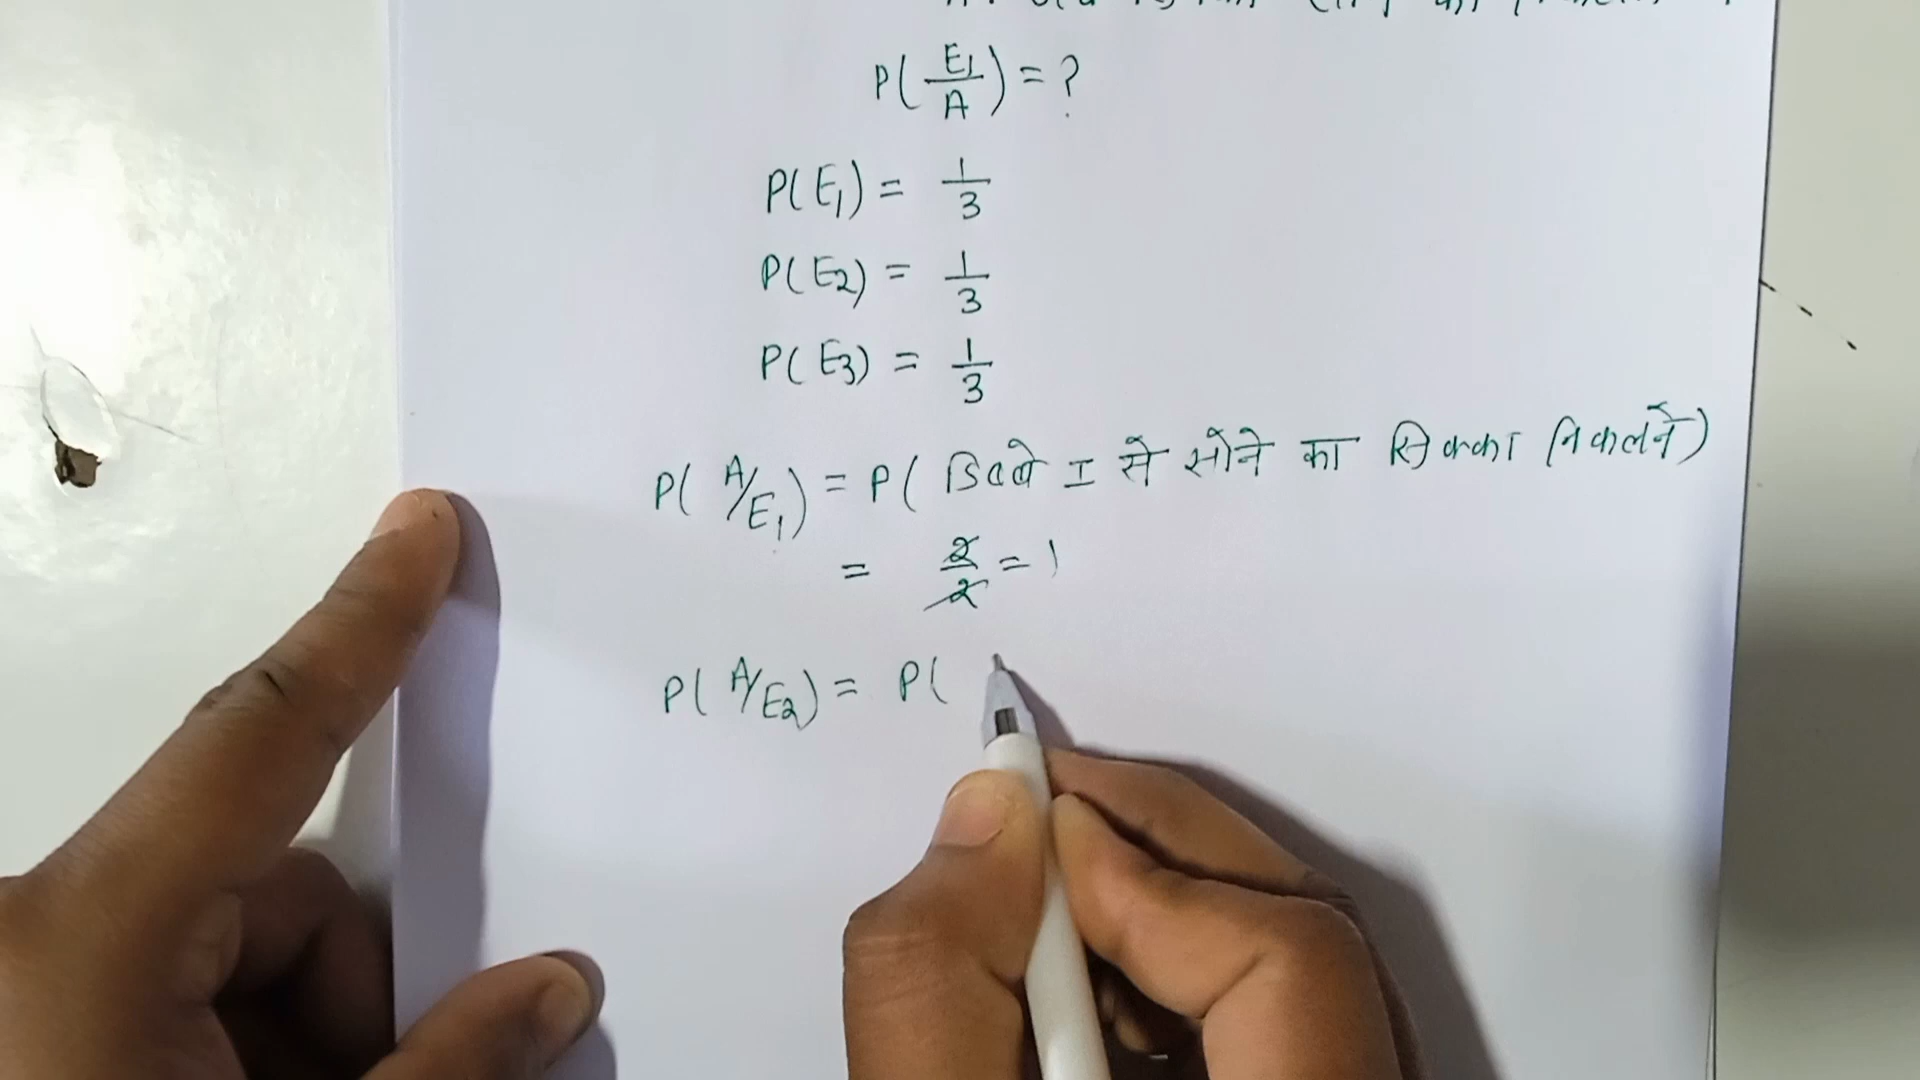 P(E1/A) = ?
P(E1) = 1/3
P(E2) = 1/3
P(E3) = 1/3
P(A/E1) = P( डिब्बे I से सोने का सिक्का निकलने)
= 2/2 = 1
P(A/E2) = P(